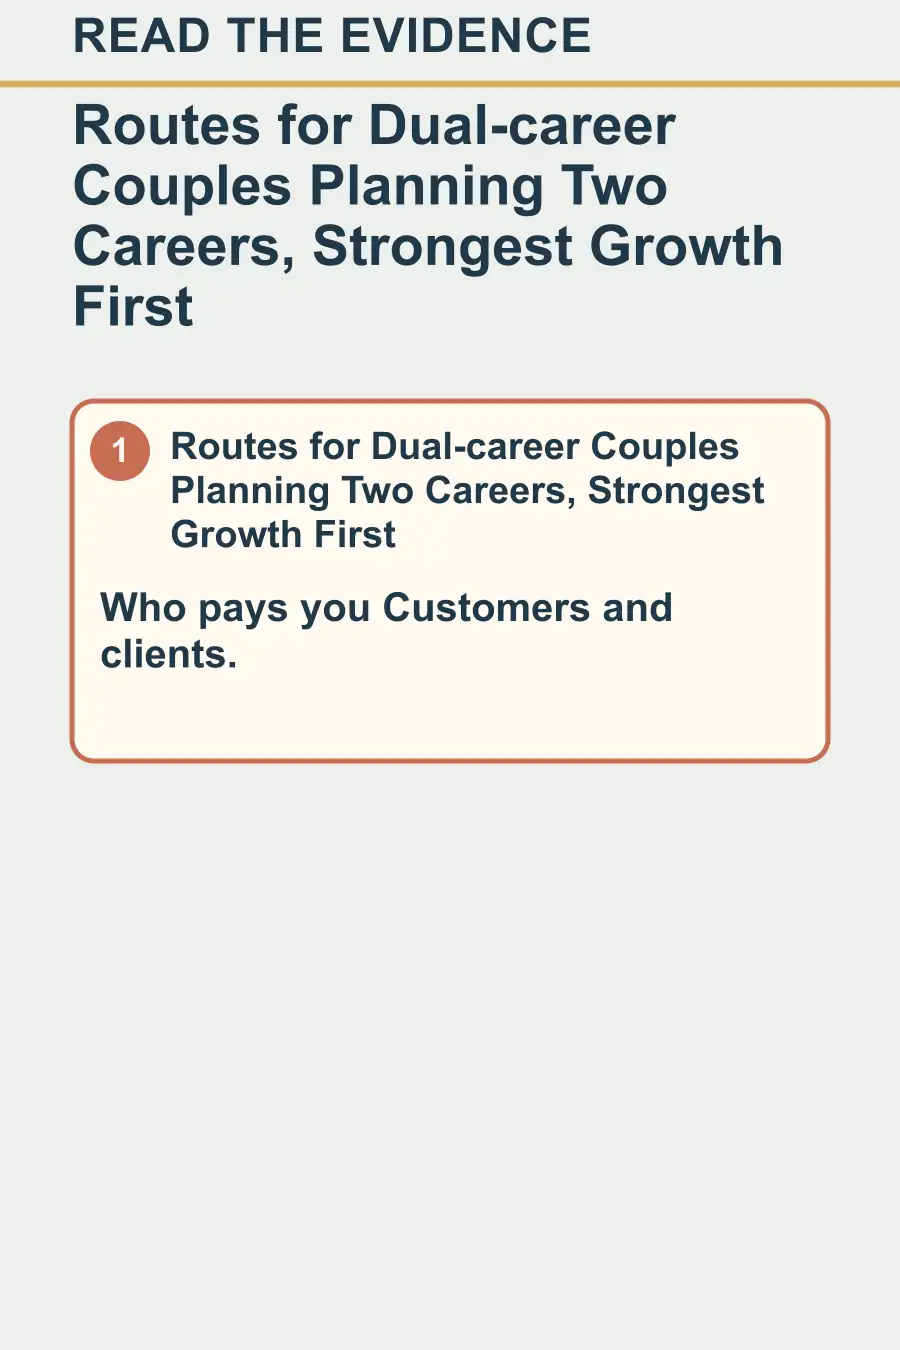 READ THE EVIDENCE
Routes for Dual-career
Couples Planning Two
Careers, Strongest Growth
First
1
Routes for Dual-career Couples
Planning Two Careers, Strongest
Growth First
Who pays you Customers and
clients.